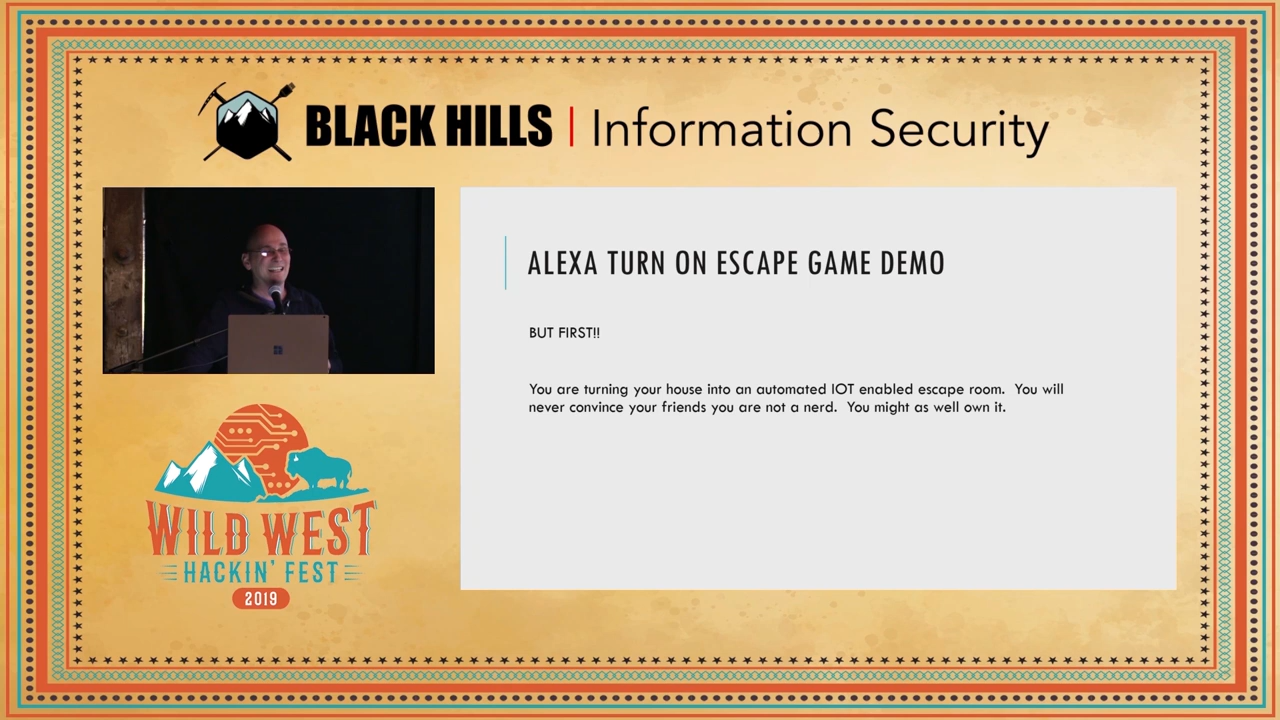 BLACK HILLS | Information Security
ALEXA TURN ON ESCAPE GAME DEMO
BUT FIRST!!
You are turning your house into an automated IOT enabled escape room.  You will
never convince your friends you are not a nerd.  You might as well own it.
WILD WEST
HACKIN' FEST
2019